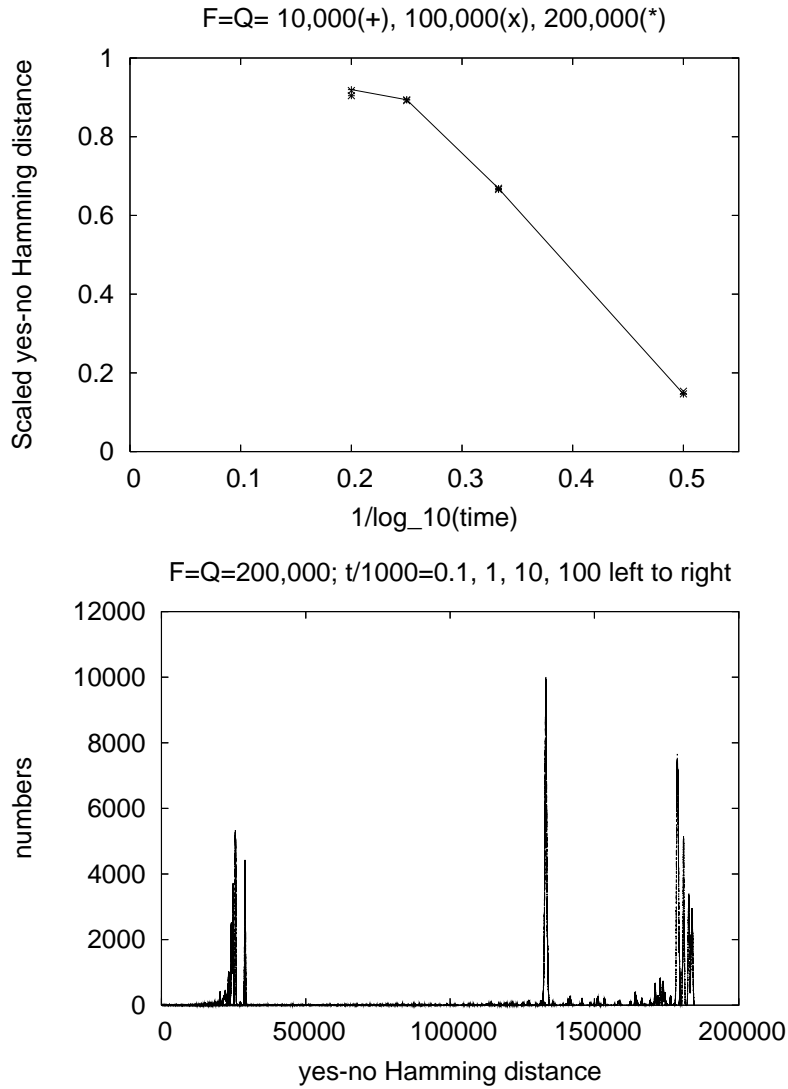 F=Q= 10,000(+), 100,000(x), 200,000(*)
1
0.8
0.6
0.4
0.2
0
Scaled yes-no Hamming distance
0 0.1 0.2 0.3 0.4 0.5
1/log_10(time)
F=Q=200,000; t/1000=0.1, 1, 10, 100 left to right
12000
10000
8000
6000
4000
2000
0
numbers
0 50000 100000 150000 200000
yes-no Hamming distance